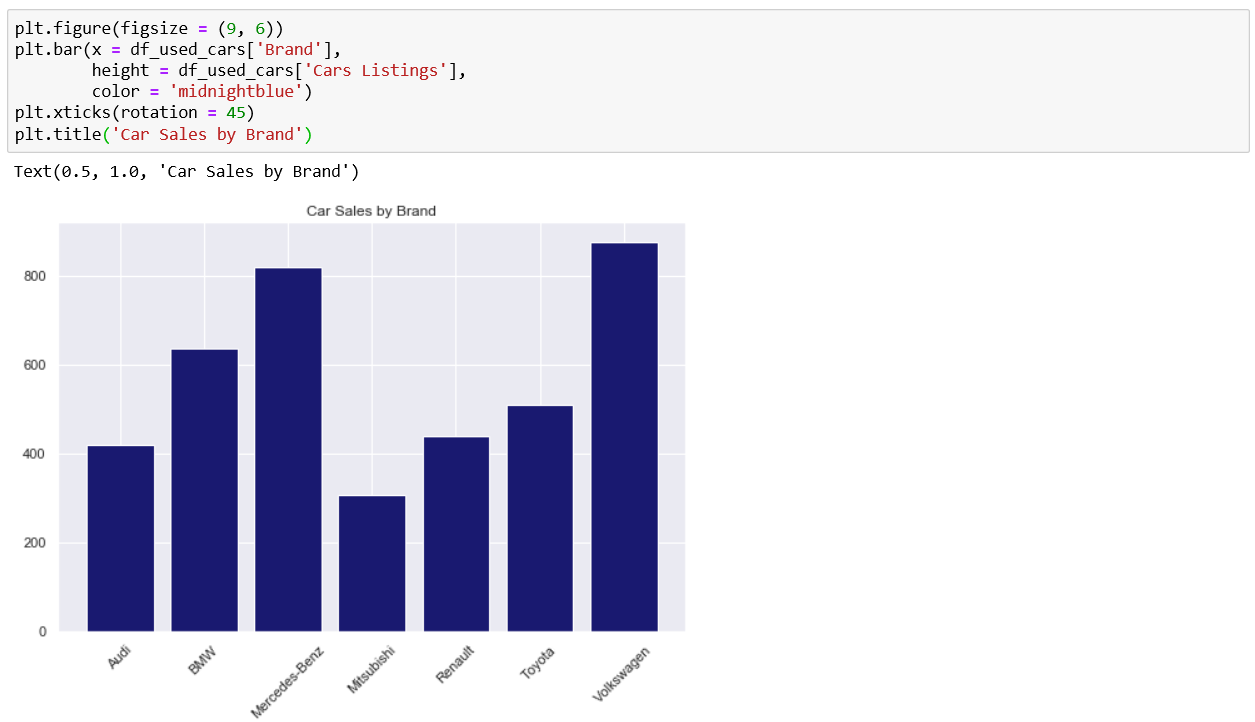 plt.figure(figsize = (9, 6))
plt.bar(x = df_used_cars['Brand'],
        height = df_used_cars['Cars Listings'],
        color = 'midnightblue')
plt.xticks(rotation = 45)
plt.title('Car Sales by Brand')
Text(0.5, 1.0, 'Car Sales by Brand')
Car Sales by Brand
800
600
400
200
0
Audi
BMW
Mercedes-Benz
Mitsubishi
Renault
Toyota
Volkswagen